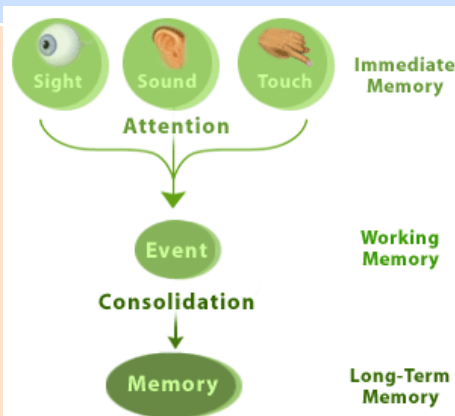 Sight Sound Touch
Immediate
Memory
Attention
Event
Working
Memory
Consolidation
Memory
Long-Term
Memory